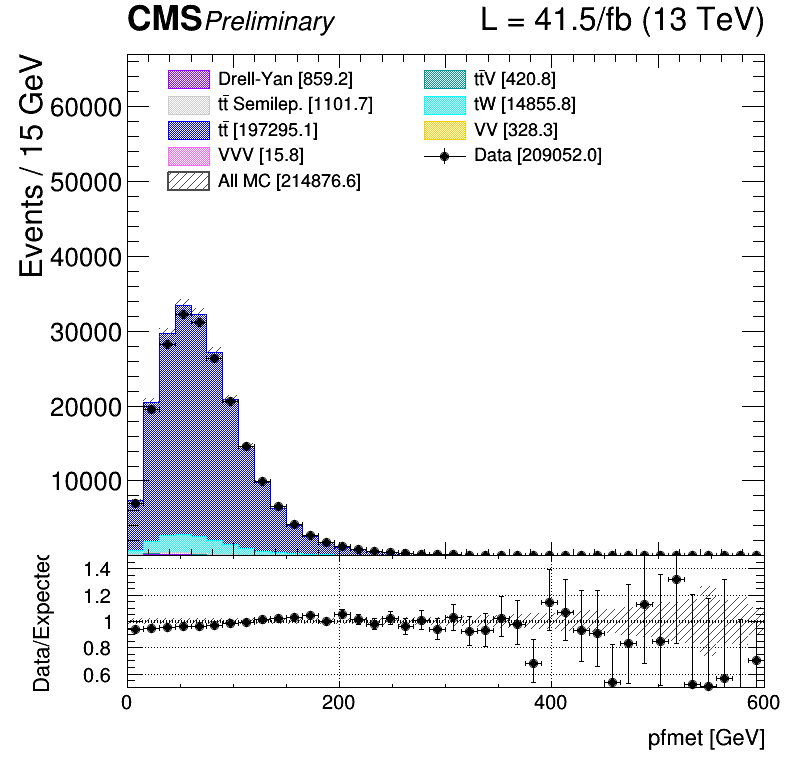 CMS Preliminary L = 41.5/fb (13 TeV)
Events / 15 GeV
60000
50000
40000
30000
20000
10000
Drell-Yan [859.2]
tt̄ Semilep. [1101.7]
tt̄ [197295.1]
VVV [15.8]
All MC [214876.6]
tt̄V [420.8]
tW [14855.8]
VV [328.3]
Data [209052.0]
Data/Expected
1.4
1.2
1
0.8
0.6
0 200 400 600
pfmet [GeV]